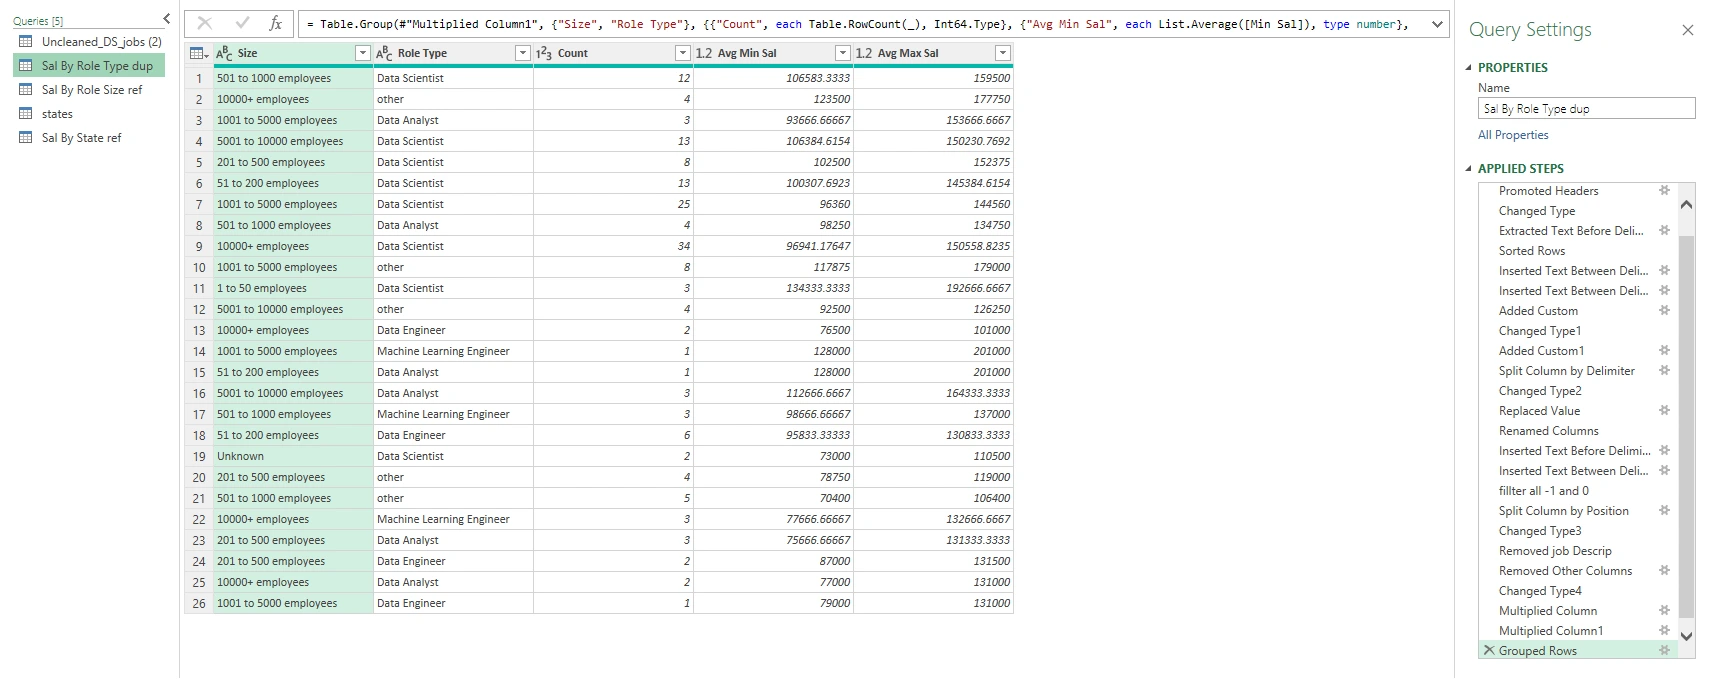 Queries [5]
Uncleaned_DS_jobs (2)
Sal By Role Type dup
Sal By Role Size ref
states
Sal By State ref
fx = Table.Group(#"Multiplied Column1", {"Size", "Role Type"}, {{"Count", each Table.RowCount(_), Int64.Type}, {"Avg Min Sal", each List.Average([Min Sal]), type number},
ABC Size ABC Role Type 123 Count 1.2 Avg Min Sal 1.2 Avg Max Sal
1 501 to 1000 employees Data Scientist 12 106583.3333 159500
2 10000+ employees other 4 123500 177750
3 1001 to 5000 employees Data Analyst 3 93666.66667 153666.6667
4 5001 to 10000 employees Data Scientist 13 106384.6154 150230.7692
5 201 to 500 employees Data Scientist 8 102500 152375
6 51 to 200 employees Data Scientist 13 100307.6923 145384.6154
7 1001 to 5000 employees Data Scientist 25 96360 144560
8 501 to 1000 employees Data Analyst 4 98250 134750
9 10000+ employees Data Scientist 34 96941.17647 150558.8235
10 1001 to 5000 employees other 8 117875 179000
11 1 to 50 employees Data Scientist 3 134333.3333 192666.6667
12 5001 to 10000 employees other 4 92500 126250
13 10000+ employees Data Engineer 2 76500 101000
14 1001 to 5000 employees Machine Learning Engineer 1 128000 201000
15 51 to 200 employees Data Analyst 1 128000 201000
16 5001 to 10000 employees Data Analyst 3 112666.6667 164333.3333
17 501 to 1000 employees Machine Learning Engineer 3 98666.66667 137000
18 51 to 200 employees Data Engineer 6 95833.33333 130833.3333
19 Unknown Data Scientist 2 73000 110500
20 201 to 500 employees other 4 78750 119000
21 501 to 1000 employees other 5 70400 106400
22 10000+ employees Machine Learning Engineer 3 77666.66667 132666.6667
23 201 to 500 employees Data Analyst 3 75666.66667 131333.3333
24 201 to 500 employees Data Engineer 2 87000 131500
25 10000+ employees Data Analyst 2 77000 131000
26 1001 to 5000 employees Data Engineer 1 79000 131000
Query Settings
PROPERTIES
Name
Sal By Role Type dup
All Properties
APPLIED STEPS
Promoted Headers
Changed Type
Extracted Text Before Deli...
Sorted Rows
Inserted Text Between Deli...
Inserted Text Between Deli...
Added Custom
Changed Type1
Added Custom1
Split Column by Delimiter
Changed Type2
Replaced Value
Renamed Columns
Inserted Text Before Delimi...
Inserted Text Between Deli...
fillter all -1 and 0
Split Column by Position
Changed Type3
Removed job Descrip
Removed Other Columns
Changed Type4
Multiplied Column
Multiplied Column1
Grouped Rows